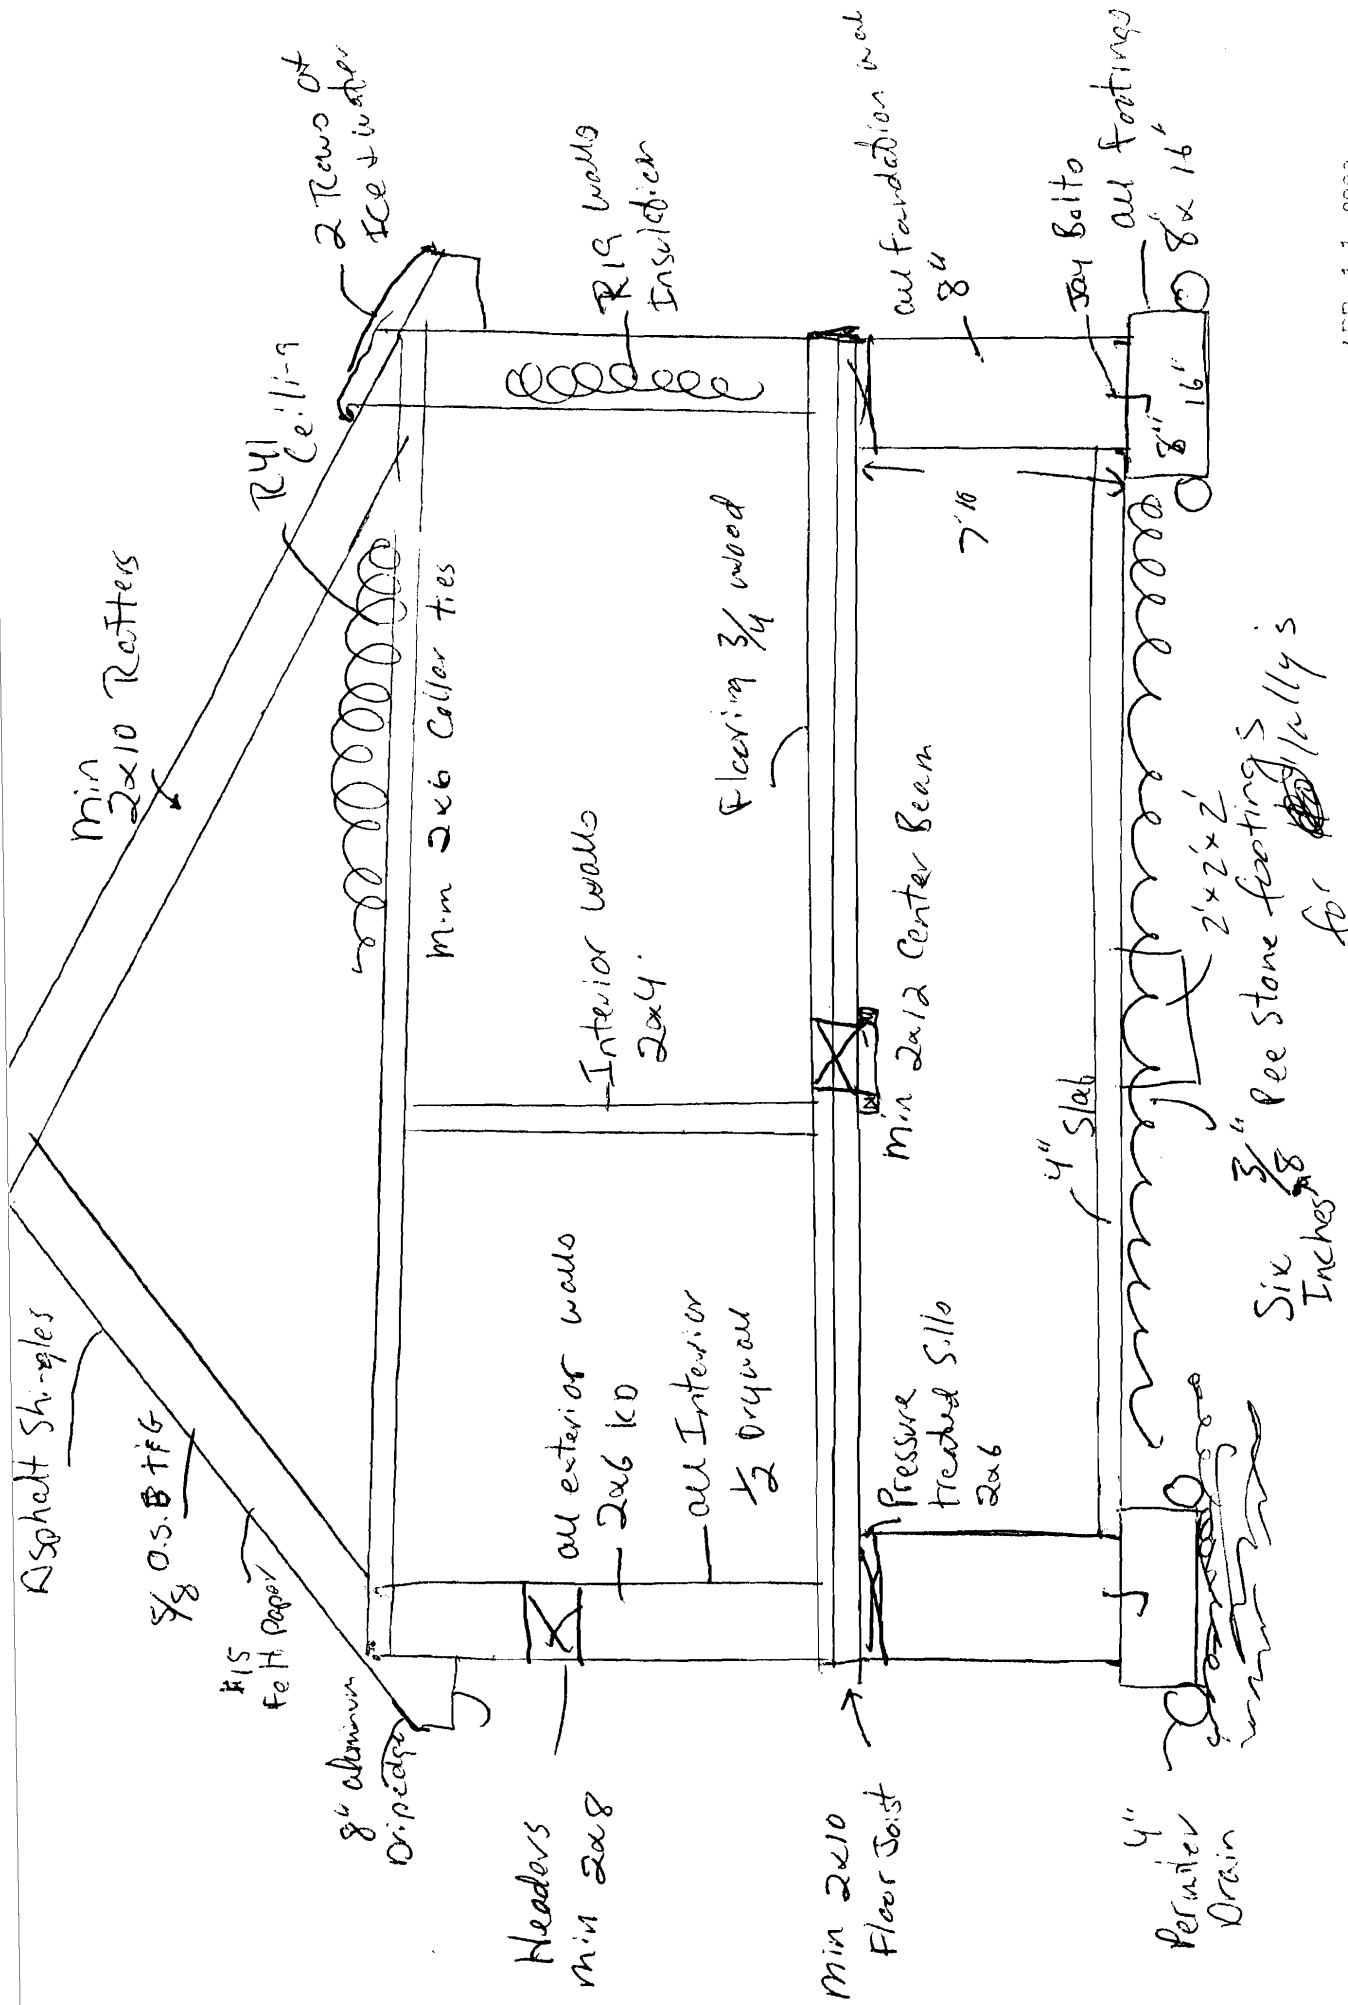 Asphalt Shingles
5/8 O.S.B T+G
#15
Felt Paper
8" aluminum
Dripedge
Headers
min 2x8
min 2x10
Floor Joist
4"
Permiter
Drain
min
2x10 Rafters
R41
Ceiling
2 Rows of
Ice + water
min 2x6 Collar ties
R19 walls
Insulation
Interior walls
2x4
all exterior walls
2x6 KD
all Interior
1/2 Drywall
Flooring 3/4 wood
min 2x12 Center Beam
Pressure
treated Sills
2x6
all Fandation wal
8"
Jay Bolts
all Footings
8" x 16"
8"
16"
7'10
4" Slab
2'x2'x2'
Six
Inches
3/8" Pee Stone footings
for lally's